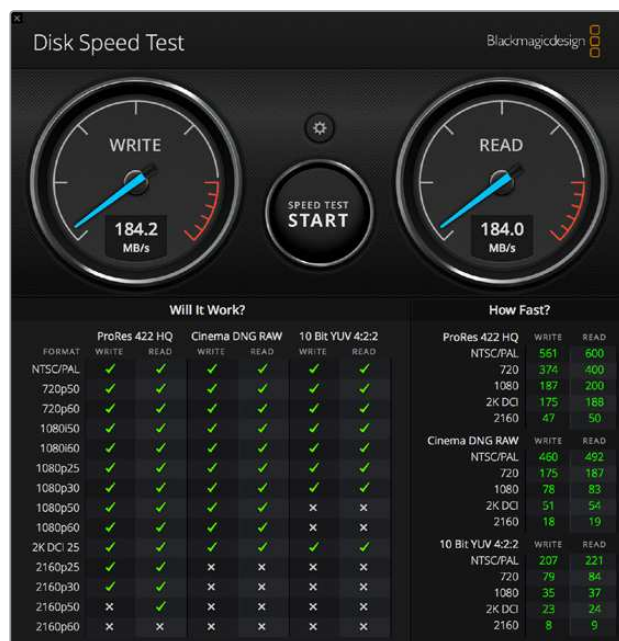 Disk Speed Test
Blackmagicdesign
WRITE
184.2
MB/s
SPEED TEST
START
READ
184.0
MB/s
Will It Work?
ProRes 422 HQ Cinema DNG RAW 10 Bit YUV 4:2:2
FORMAT WRITE READ WRITE READ WRITE READ
NTSC/PAL ✓ ✓ ✓ ✓ ✓ ✓
720p50 ✓ ✓ ✓ ✓ ✓ ✓
720p60 ✓ ✓ ✓ ✓ ✓ ✓
1080i50 ✓ ✓ ✓ ✓ ✓ ✓
1080i60 ✓ ✓ ✓ ✓ ✓ ✓
1080p25 ✓ ✓ ✓ ✓ ✓ ✓
1080p30 ✓ ✓ ✓ ✓ ✓ ✓
1080p50 ✓ ✓ ✓ ✓ × ×
1080p60 ✓ ✓ ✓ ✓ × ×
2K DCI 25 ✓ ✓ ✓ ✓ ✓ ✓
2160p25 ✓ ✓ × × × ×
2160p30 ✓ ✓ × × × ×
2160p50 × ✓ × × × ×
2160p60 × × × × × ×
How Fast?
ProRes 422 HQ WRITE READ
NTSC/PAL 561 600
720 374 400
1080 187 200
2K DCI 175 188
2160 47 50
Cinema DNG RAW WRITE READ
NTSC/PAL 460 492
720 175 187
1080 78 83
2K DCI 51 54
2160 18 19
10 Bit YUV 4:2:2 WRITE READ
NTSC/PAL 207 221
720 79 84
1080 35 37
2K DCI 23 24
2160 8 9